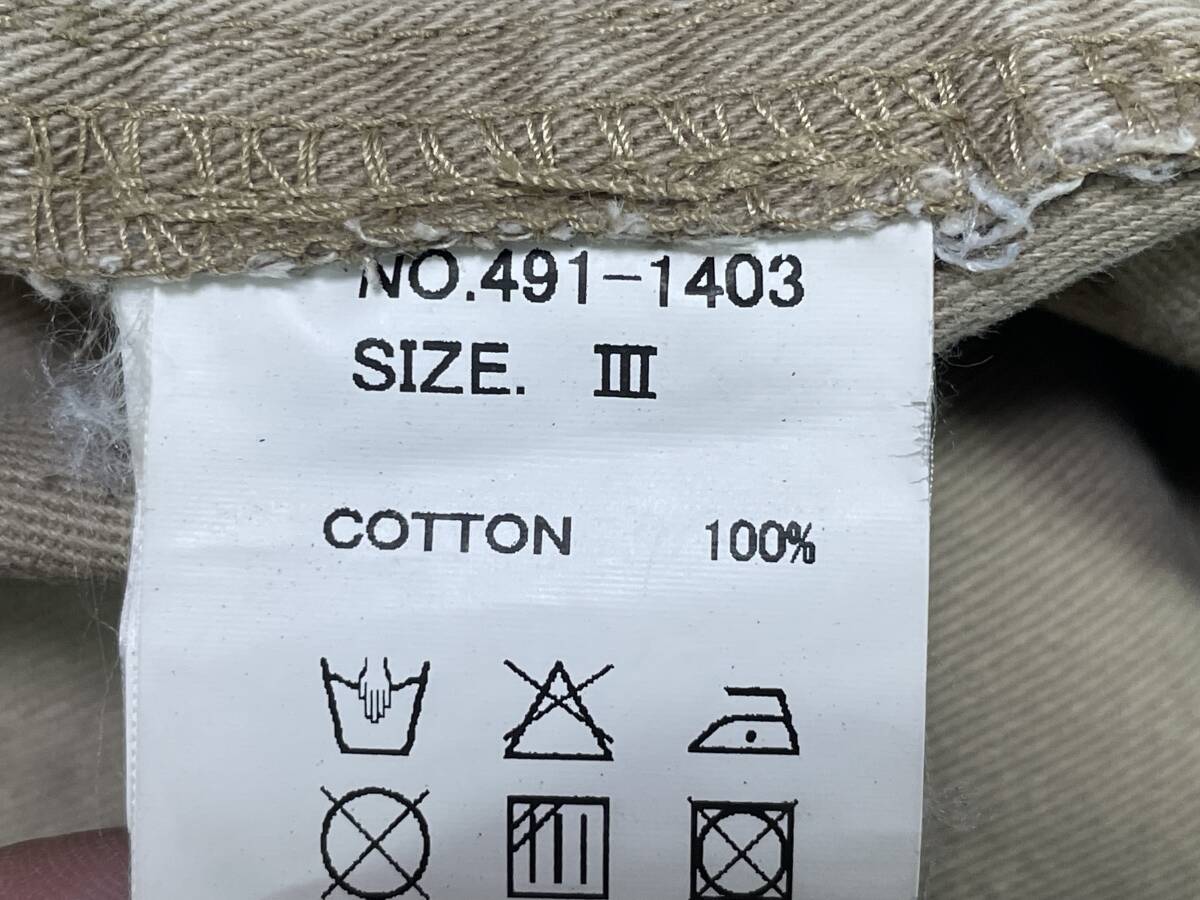 NO.491-1403
SIZE. III
COTTON 100%